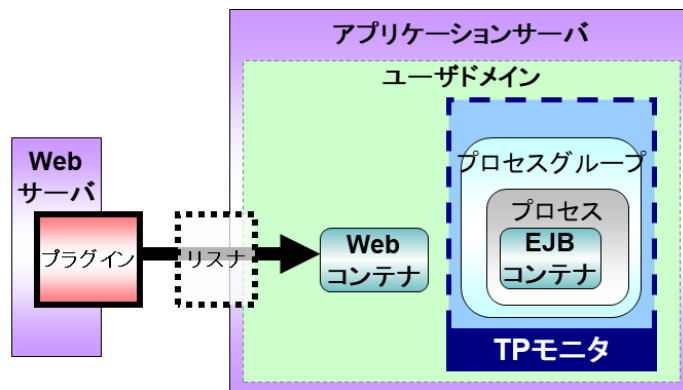 アプリケーションサーバ
ユーザドメイン
Web
サーバ
プラグイン
リスナ
Web
コンテナ
プロセスグループ
プロセス
EJB
コンテナ
TPモニタ